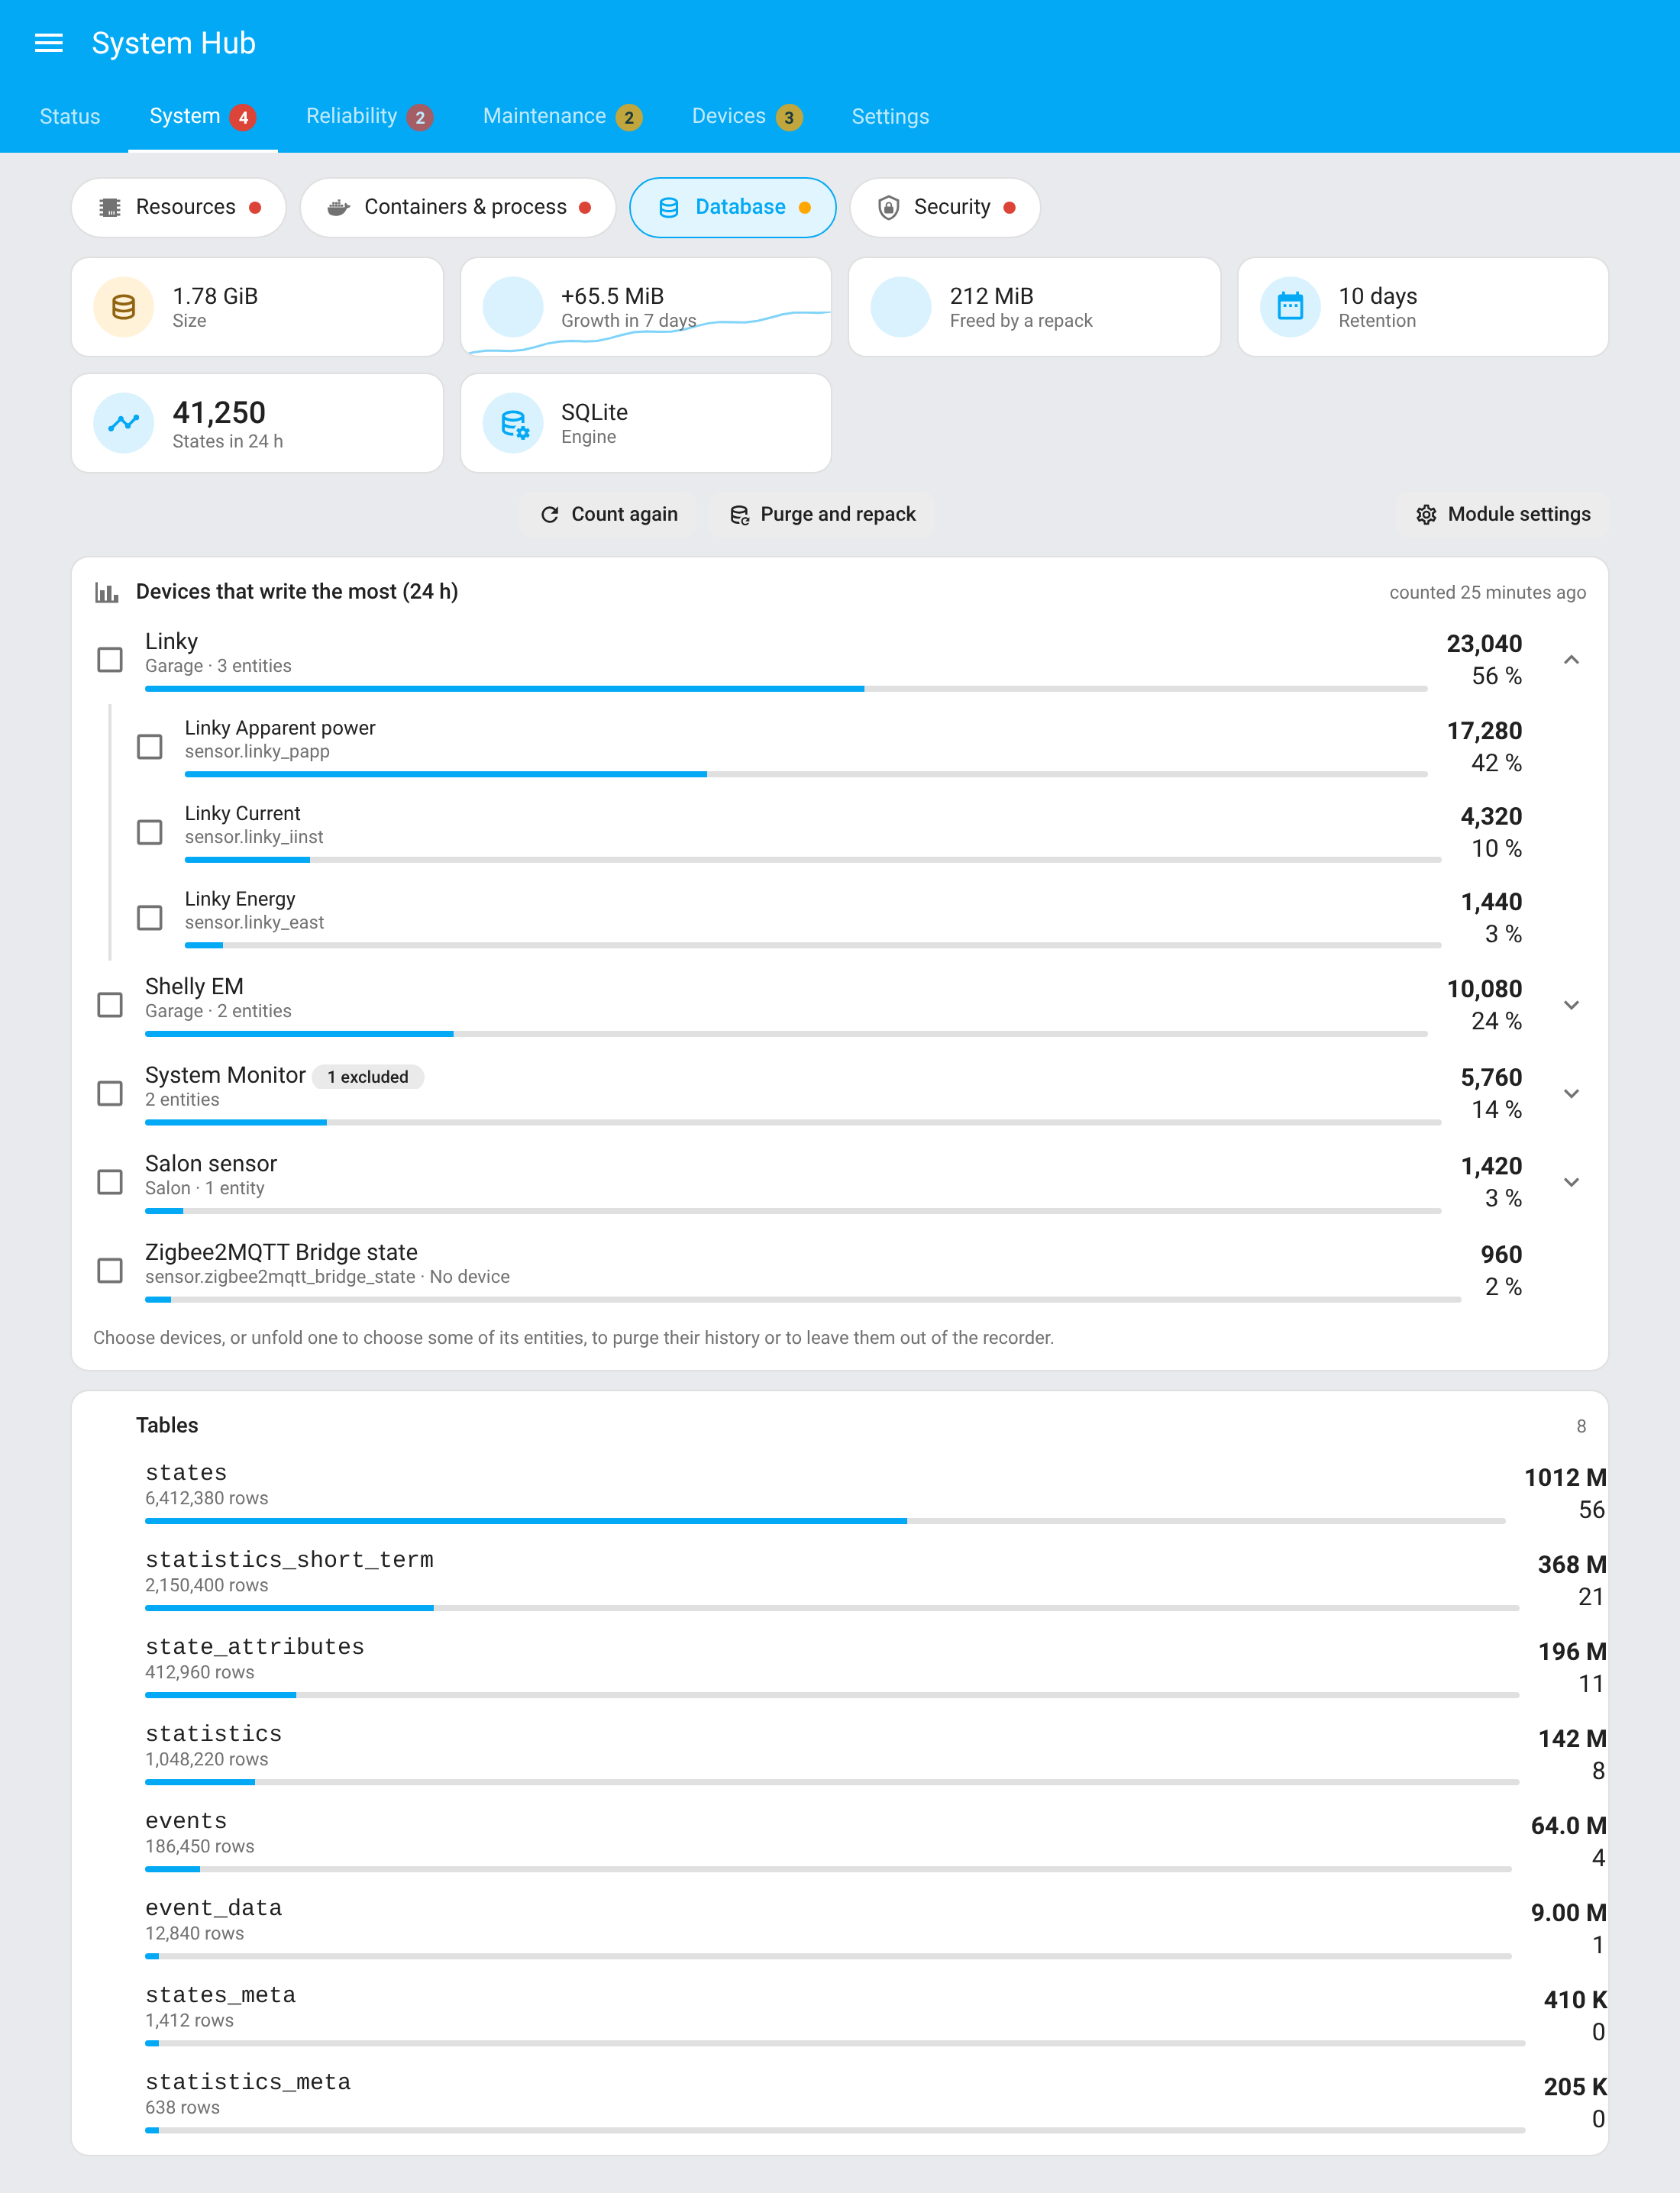 System Hub
Status
System 4
Reliability 2
Maintenance 2
Devices 3
Settings
Resources
Containers & process
Database
Security
1.78 GiB
Size
+65.5 MiB
Growth in 7 days
212 MiB
Freed by a repack
10 days
Retention
41,250
States in 24 h
SQLite
Engine
Count again
Purge and repack
Module settings
Devices that write the most (24 h)
counted 25 minutes ago
Linky
Garage · 3 entities
23,040
56 %
Linky Apparent power
sensor.linky_papp
17,280
42 %
Linky Current
sensor.linky_iinst
4,320
10 %
Linky Energy
sensor.linky_east
1,440
3 %
Shelly EM
Garage · 2 entities
10,080
24 %
System Monitor 1 excluded
2 entities
5,760
14 %
Salon sensor
Salon · 1 entity
1,420
3 %
Zigbee2MQTT Bridge state
sensor.zigbee2mqtt_bridge_state · No device
960
2 %
Choose devices, or unfold one to choose some of its entities, to purge their history or to leave them out of the recorder.
Tables
8
states
6,412,380 rows
1012 M
56
statistics_short_term
2,150,400 rows
368 M
21
state_attributes
412,960 rows
196 M
11
statistics
1,048,220 rows
142 M
8
events
186,450 rows
64.0 M
4
event_data
12,840 rows
9.00 M
1
states_meta
1,412 rows
410 K
0
statistics_meta
638 rows
205 K
0